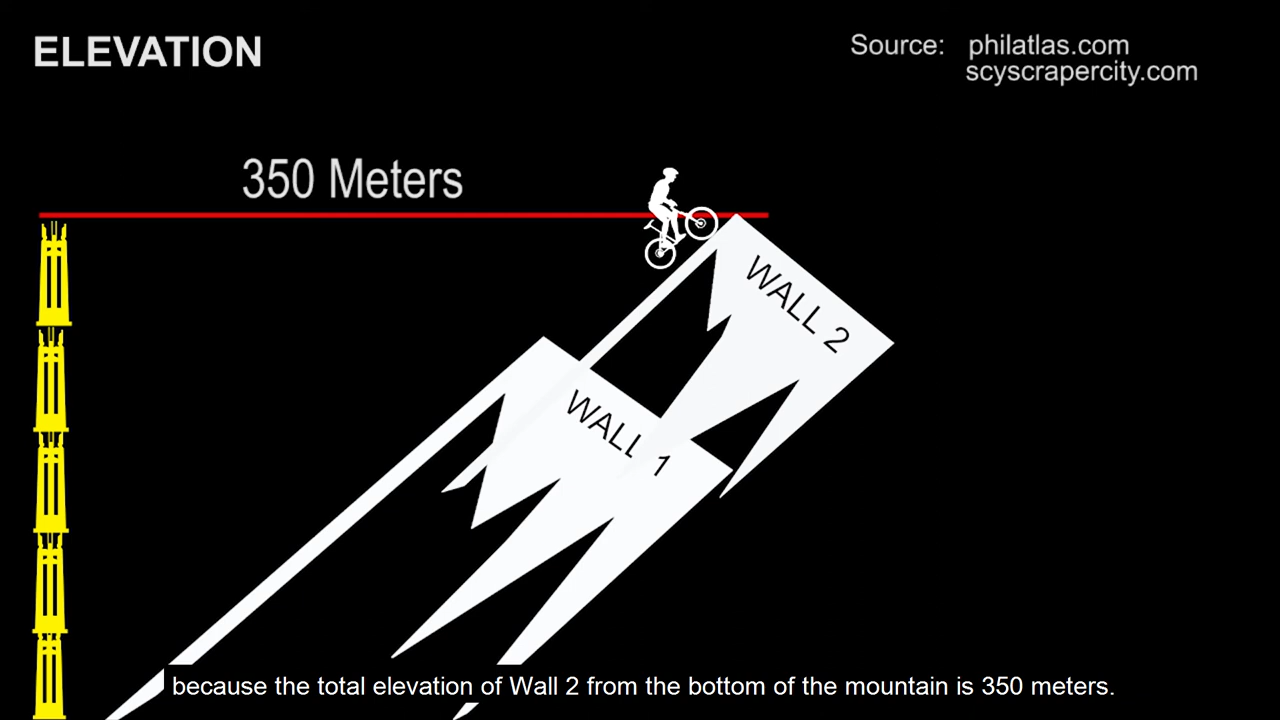 ELEVATION
Source: philatlas.com
scyscrapercity.com
350 Meters
WALL 2
WALL 1
because the total elevation of Wall 2 from the bottom of the mountain is 350 meters.